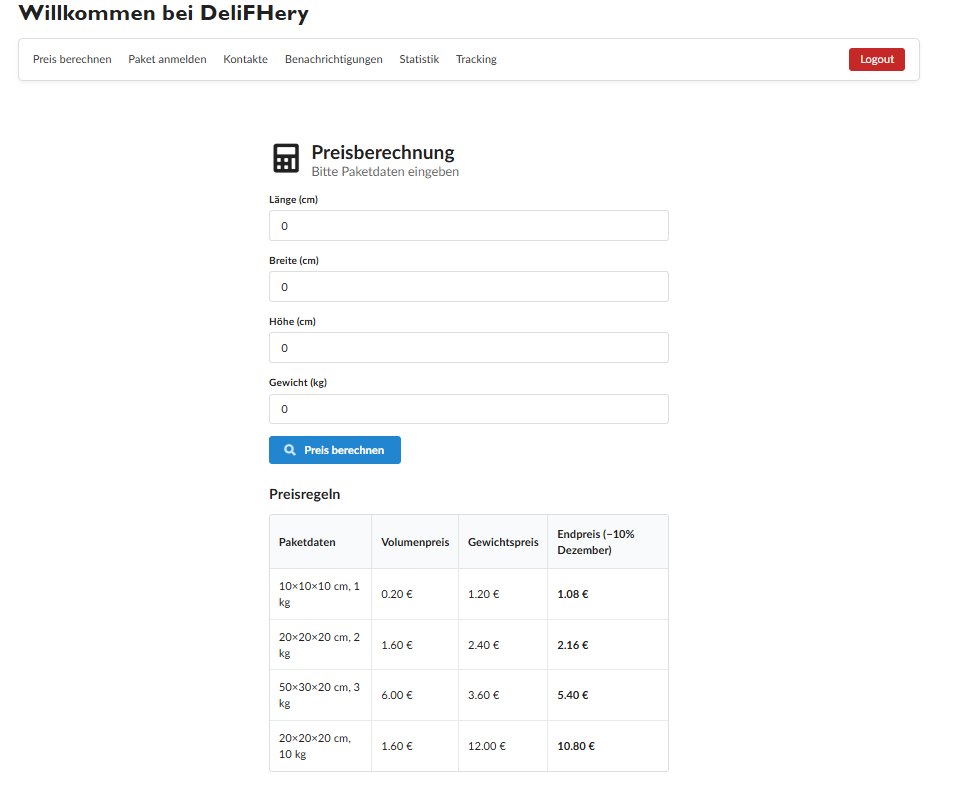 Willkommen bei DeliFHery
Preis berechnen Paket anmelden Kontakte Benachrichtigungen Statistik Tracking Logout
Preisberechnung
Bitte Paketdaten eingeben
Länge (cm)
0
Breite (cm)
0
Höhe (cm)
0
Gewicht (kg)
0
Preis berechnen
Preisregeln
Paketdaten Volumenpreis Gewichtspreis Endpreis (−10%
Dezember)
10×10×10 cm, 1
kg
0.20 € 1.20 € 1.08 €
20×20×20 cm, 2
kg
1.60 € 2.40 € 2.16 €
50×30×20 cm, 3
kg
6.00 € 3.60 € 5.40 €
20×20×20 cm,
10 kg
1.60 € 12.00 € 10.80 €